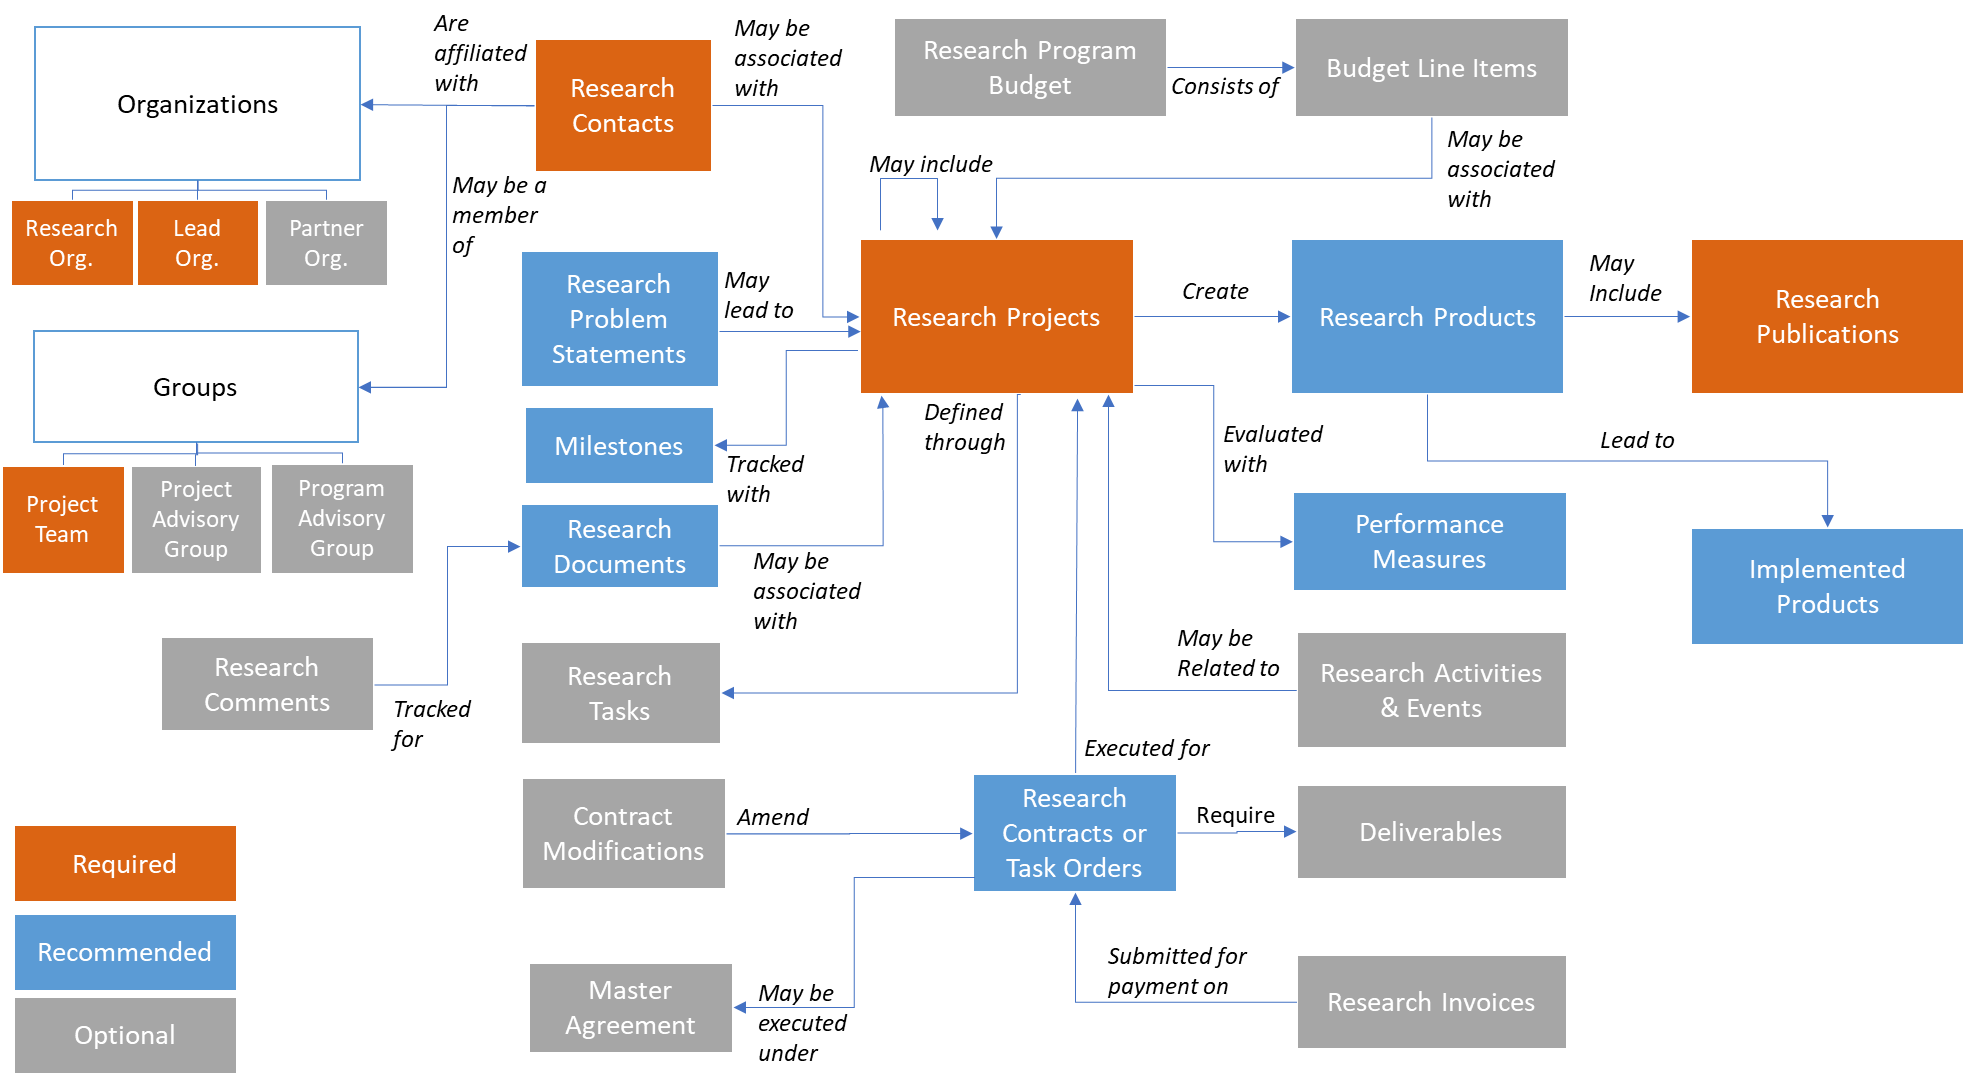 Are
affiliated
with
May be
associated
with
Research Program
Budget
Consists of
Budget Line Items
Organizations
Research
Contacts
May be
associated
with
May include
May be a
member
of
Research
Org.
Lead
Org.
Partner
Org.
Research
Problem
Statements
May
lead to
Research Projects
Create
Research Products
May
Include
Research
Publications
Groups
Milestones
Tracked
with
Defined
through
Evaluated
with
Lead to
Project
Team
Project
Advisory
Group
Program
Advisory
Group
Research
Documents
May be
associated
with
Performance
Measures
Implemented
Products
Research
Comments
Tracked
for
Research
Tasks
May be
Related to
Research Activities
& Events
Executed for
Contract
Modifications
Amend
Research
Contracts or
Task Orders
Require
Deliverables
Master
Agreement
May be
executed
under
Submitted for
payment on
Research Invoices
Required
Recommended
Optional